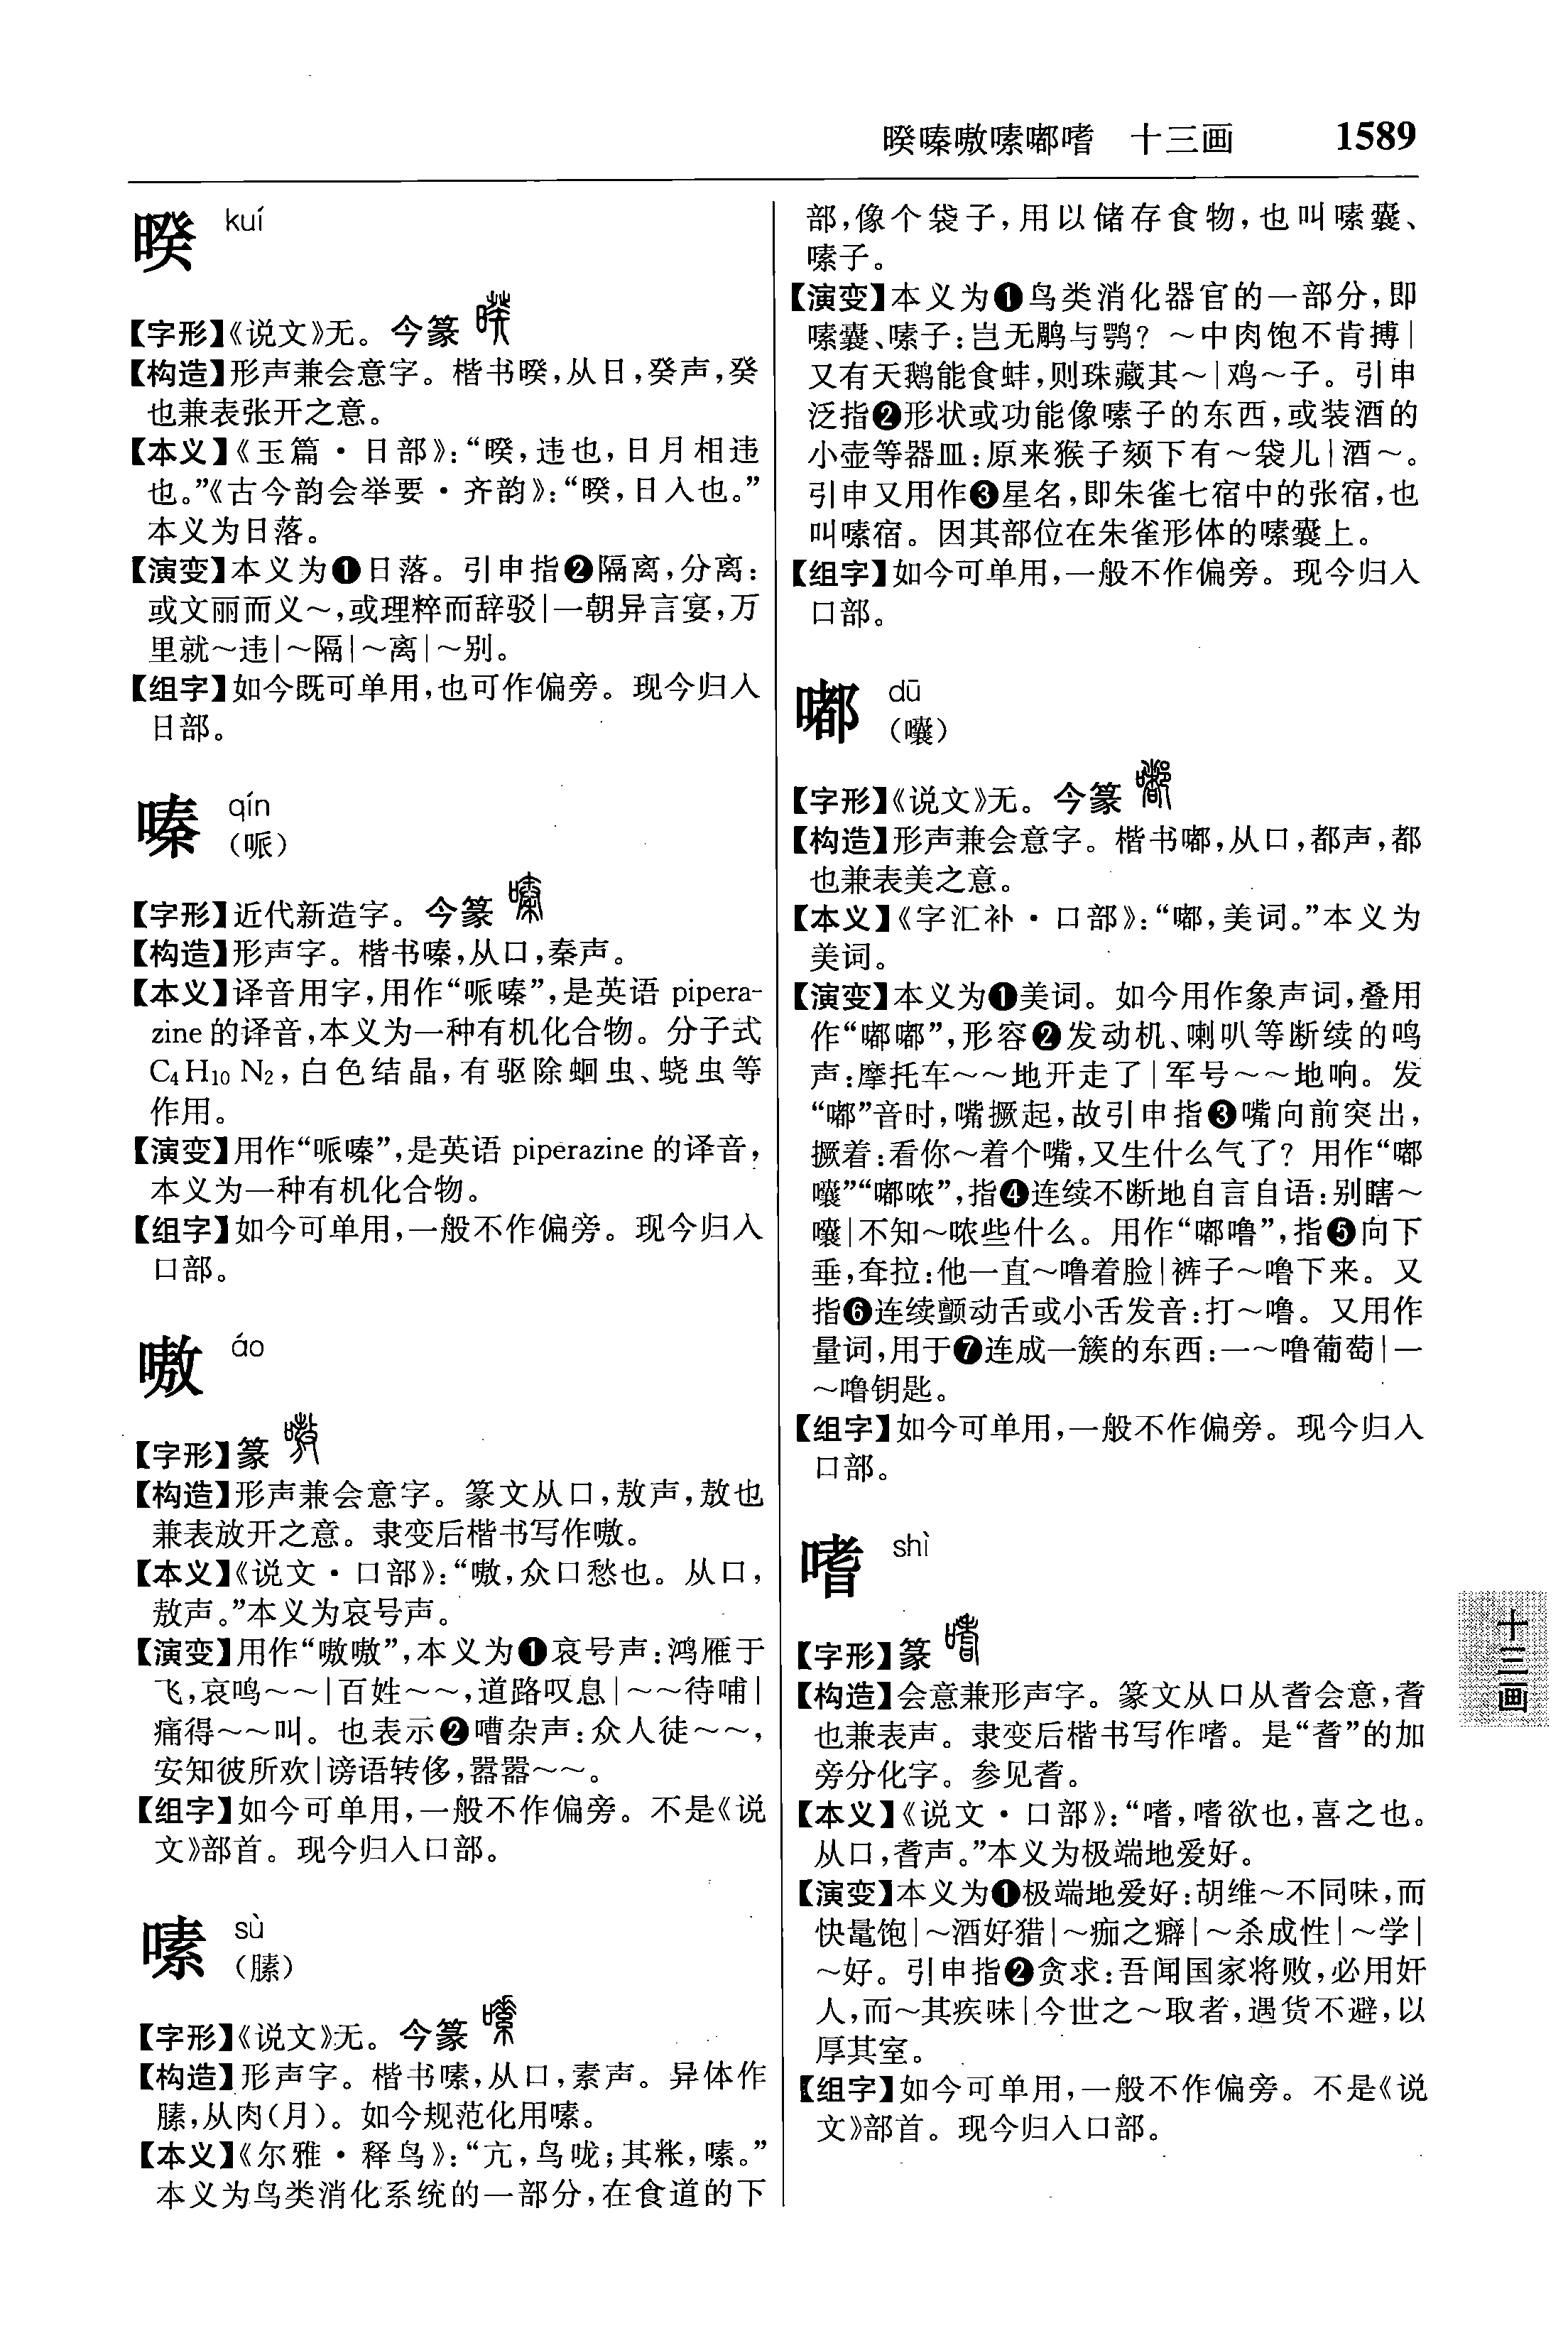 暌嗪嗷嗉嘟嗜 十三画 1589
暌 kuí
【字形】《说文》无。今篆
【构造】形声兼会意字。楷书暌,从日,癸声,癸
也兼表张开之意。
【本义】《玉篇·日部》:“暌,违也,日月相违
也。”《古今韵会举要·齐韵》:“暌,日入也。”
本义为日落。
【演变】本义为❶日落。引申指❷隔离,分离:
或文丽而义～,或理粹而辞驳|一朝异言宴,万
里就～违|～隔|～离|～别。
【组字】如今既可单用,也可作偏旁。现今归入
日部。
嗪 qín
(哌)
【字形】近代新造字。今篆
【构造】形声字。楷书嗪,从口,秦声。
【本义】译音用字,用作“哌嗪”,是英语 pipera-
zine 的译音,本义为一种有机化合物。分子式
C4H10N2,白色结晶,有驱除蛔虫、蛲虫等
作用。
【演变】用作“哌嗪”,是英语 piperazine 的译音,
本义为一种有机化合物。
【组字】如今可单用,一般不作偏旁。现今归入
口部。
嗷 áo
【字形】篆
【构造】形声兼会意字。篆文从口,敖声,敖也
兼表放开之意。隶变后楷书写作嗷。
【本义】《说文·口部》:“嗷,众口愁也。从口,
敖声。”本义为哀号声。
【演变】用作“嗷嗷”,本义为❶哀号声:鸿雁于
飞,哀鸣～～|百姓～～,道路叹息|～～待哺|
痛得～～叫。也表示❷嘈杂声:众人徒～～,
安知彼所欢|谤语转侈,嚣嚣～～。
【组字】如今可单用,一般不作偏旁。不是《说
文》部首。现今归入口部。
嗉 sù
(膆)
【字形】《说文》无。今篆
【构造】形声字。楷书嗉,从口,素声。异体作
膆,从肉(月)。如今规范化用嗉。
【本义】《尔雅·释鸟》:“亢,鸟咙;其粻,嗉。”
本义为鸟类消化系统的一部分,在食道的下
部,像个袋子,用以储存食物,也叫嗉囊、
嗉子。
【演变】本义为❶鸟类消化器官的一部分,即
嗉囊、嗉子:岂无鹏与鹗？～中肉饱不肯搏|
又有天鹅能食蚌,则珠藏其～|鸡～子。引申
泛指❷形状或功能像嗉子的东西,或装酒的
小壶等器皿:原来猴子颏下有～袋儿|酒～。
引申又用作❸星名,即朱雀七宿中的张宿,也
叫嗉宿。因其部位在朱雀形体的嗉囊上。
【组字】如今可单用,一般不作偏旁。现今归入
口部。
嘟 dū
(囔)
【字形】《说文》无。今篆
【构造】形声兼会意字。楷书嘟,从口,都声,都
也兼表美之意。
【本义】《字汇补·口部》:“嘟,美词。”本义为
美词。
【演变】本义为❶美词。如今用作象声词,叠用
作“嘟嘟”,形容❷发动机、喇叭等断续的鸣
声:摩托车～～地开走了|军号～～地响。发
“嘟”音时,嘴撅起,故引申指❸嘴向前突出,
撅着:看你～着个嘴,又生什么气了？用作“嘟
囔”“嘟哝”,指❹连续不断地自言自语:别瞎～
囔|不知～哝些什么。用作“嘟噜”,指❺向下
垂,耷拉:他一直～噜着脸|裤子～噜下来。又
指❻连续颤动舌或小舌发音:打～噜。又用作
量词,用于❼连成一簇的东西:一～噜葡萄|一
～噜钥匙。
【组字】如今可单用,一般不作偏旁。现今归入
口部。
嗜 shì
【字形】篆
【构造】会意兼形声字。篆文从口从耆会意,耆
也兼表声。隶变后楷书写作嗜。是“耆”的加
旁分化字。参见耆。
【本义】《说文·口部》:“嗜,嗜欲也,喜之也。
从口,耆声。”本义为极端地爱好。
【演变】本义为❶极端地爱好:胡维～不同味,而
快鼌饱|～酒好猎|～痂之癖|～杀成性|～学|
～好。引申指❷贪求:吾闻国家将败,必用奸
人,而～其疾味|今世之～取者,遇货不避,以
厚其室。
【组字】如今可单用,一般不作偏旁。不是《说
文》部首。现今归入口部。
十三画